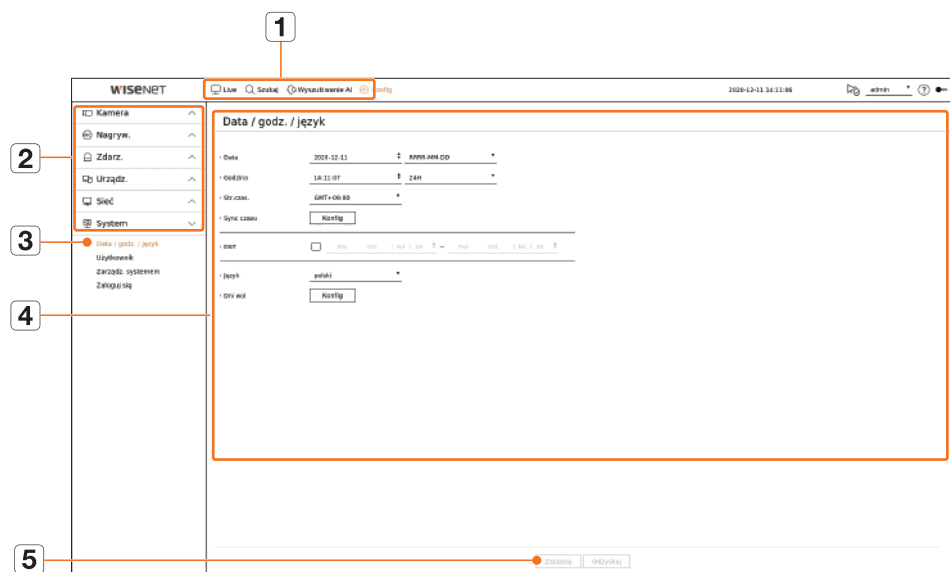 1
WISENET Live Szukaj Wyszukiwanie AI Konfig 2020-12-11 14:11:06 admin ?
2
Kamera
Nagryw.
Zdarz.
Urządz.
Sieć
System
3
Data / godz. / język
Użytkownik
Zarządz. systemem
Zaloguj się
4
Data / godz. / język
Data 2020-12-11 RRRR-MM-DD
Godzina 14:11:07 24H
Str.czas. GMT+09:00
Sync czasu Konfig
DST
Język polski
Dni wol Konfig
5
Zastosuj Odzyskaj